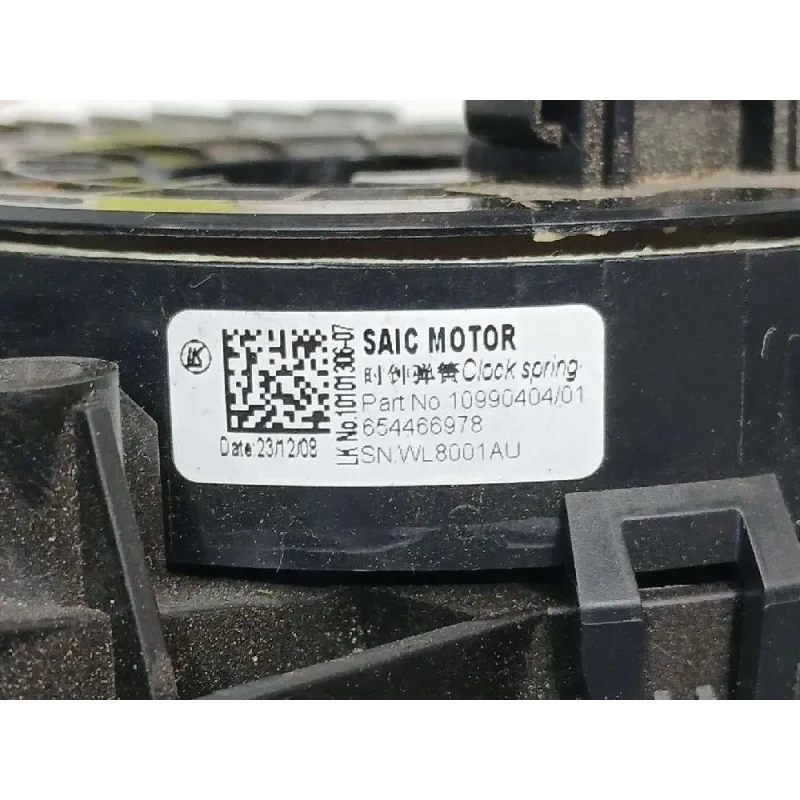 LK
Date:23/12/08
LK No.10101306-07
SAIC MOTOR
时钟弹簧Clock spring
Part No.10990404/01
654466978
SN.WL8001AU